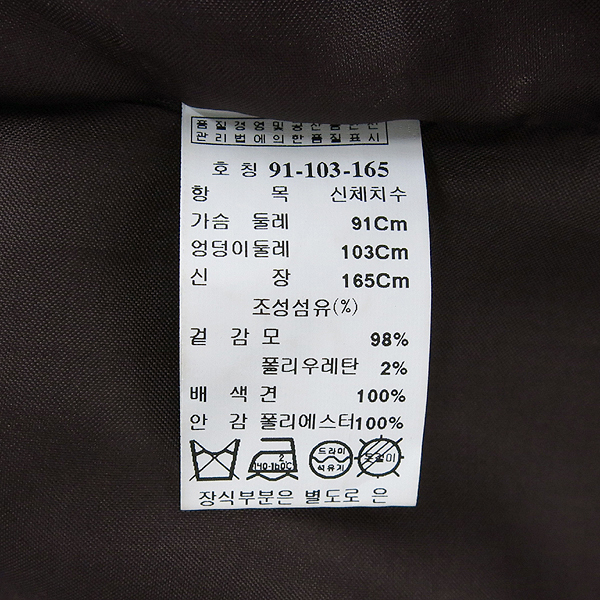 품질경영및공산품안전
관리법에의한품질표시
호 칭 91-103-165
항 목 신체치수
가슴 둘레 91Cm
엉덩이둘레 103Cm
신 장 165Cm
조성섬유(%)
겉 감 모 98%
폴리우레탄 2%
배 색 견 100%
안 감 폴리에스터100%
2 140-160℃ 드라이 석유계 옷걸이
장식부분은 별도로 은